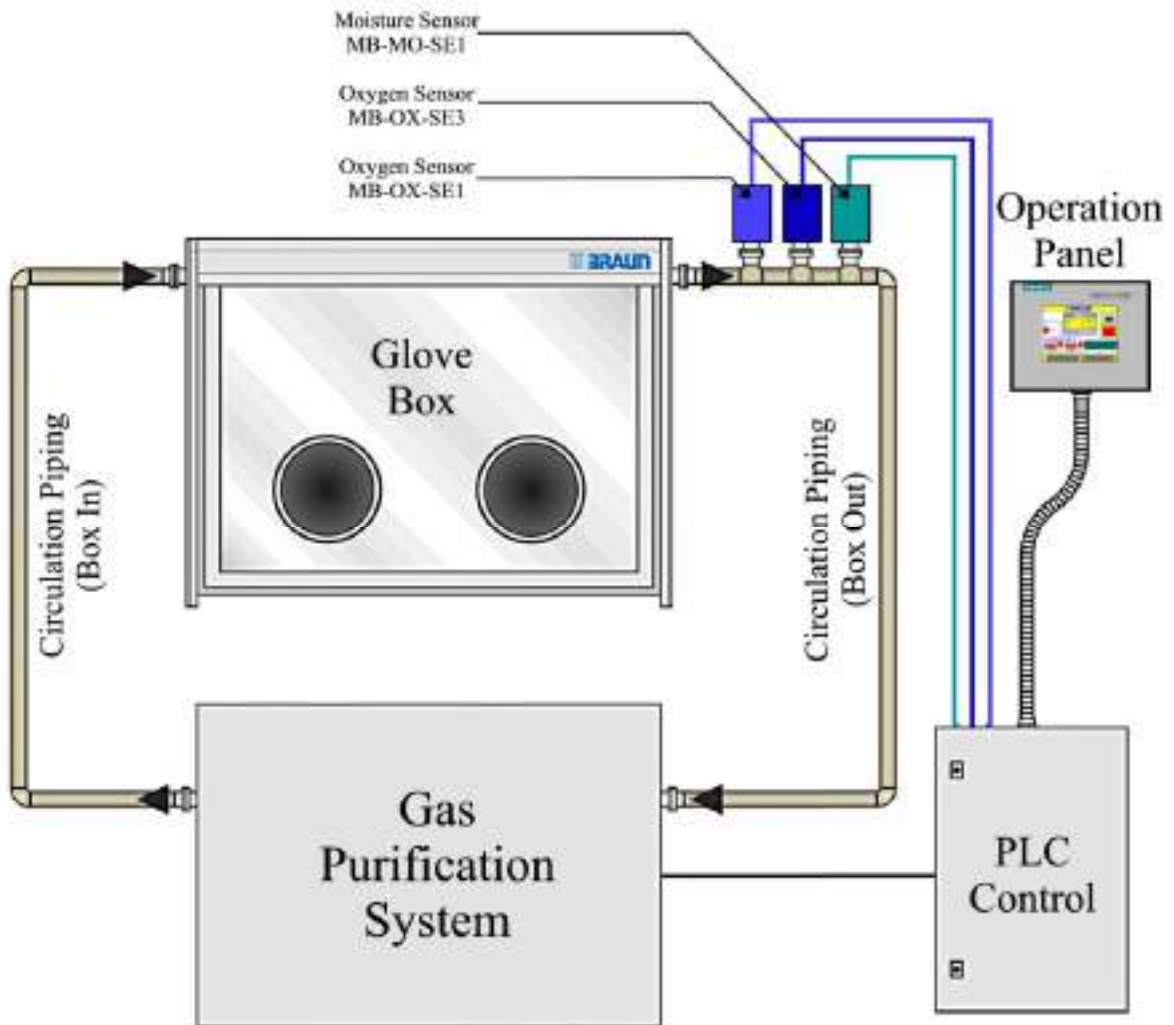 Moisture Sensor
MB-MO-SE1
Oxygen Sensor
MB-OX-SE3
Oxygen Sensor
MB-OX-SE1
Operation
Panel
BRAUN
Glove
Box
Circulation Piping
(Box In)
Circulation Piping
(Box Out)
Gas
Purification
System
PLC
Control